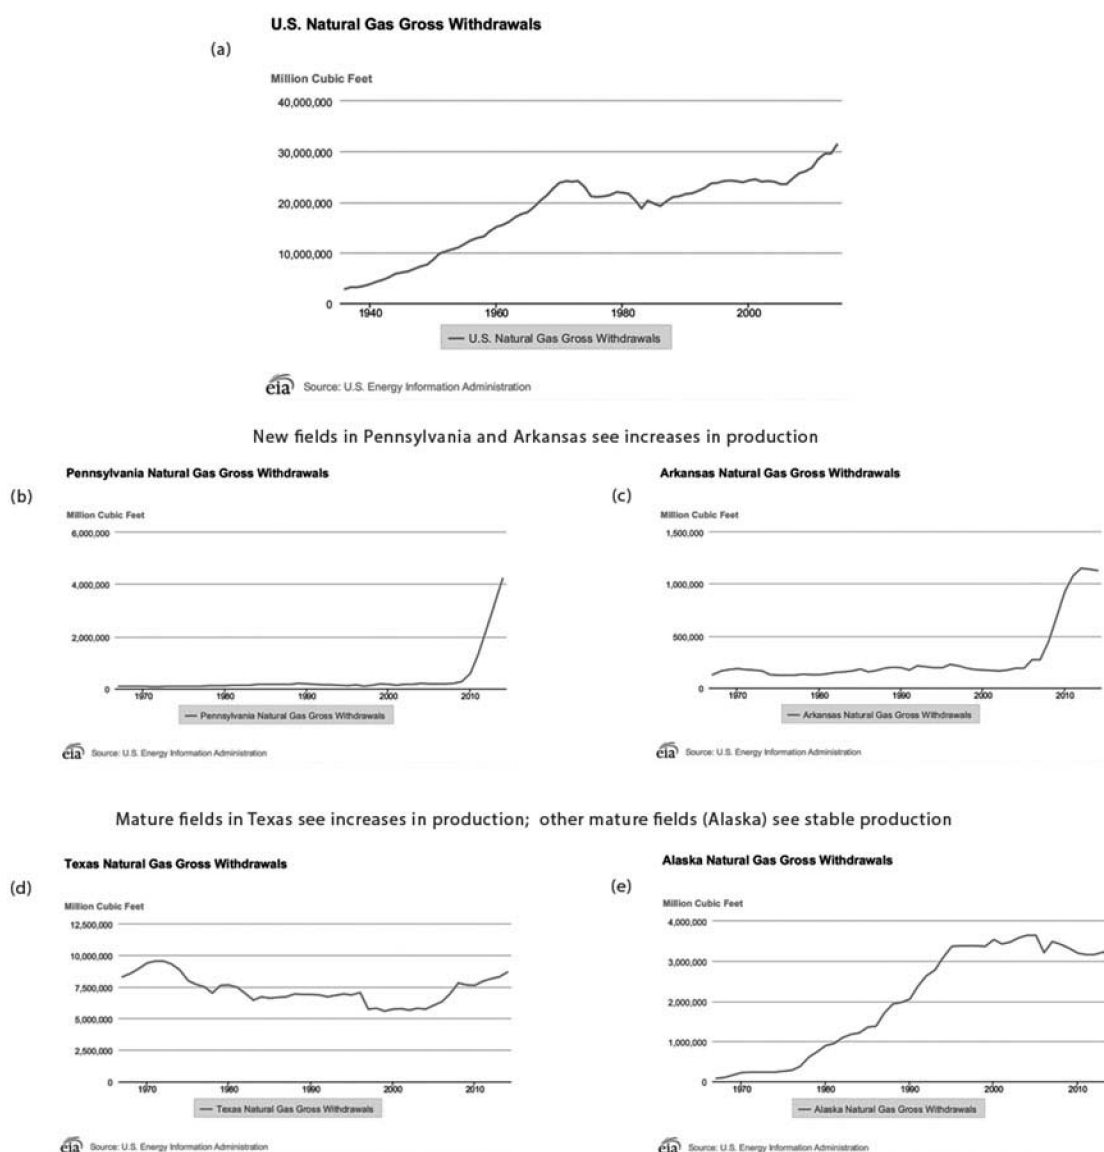 U.S. Natural Gas Gross Withdrawals
(a)
Million Cubic Feet
40,000,000
30,000,000
20,000,000
10,000,000
0
1940 1960 1980 2000
U.S. Natural Gas Gross Withdrawals
eia Source: U.S. Energy Information Administration
New fields in Pennsylvania and Arkansas see increases in production
Pennsylvania Natural Gas Gross Withdrawals
(b)
Million Cubic Feet
6,000,000
4,000,000
2,000,000
0
1970 1980 1990 2000 2010
Pennsylvania Natural Gas Gross Withdrawals
eia Source: U.S. Energy Information Administration
Arkansas Natural Gas Gross Withdrawals
(c)
Million Cubic Feet
1,500,000
1,000,000
500,000
0
1970 1980 1990 2000 2010
Arkansas Natural Gas Gross Withdrawals
eia Source: U.S. Energy Information Administration
Mature fields in Texas see increases in production; other mature fields (Alaska) see stable production
Texas Natural Gas Gross Withdrawals
(d)
Million Cubic Feet
12,500,000
10,000,000
7,500,000
5,000,000
2,500,000
0
1970 1980 1990 2000 2010
Texas Natural Gas Gross Withdrawals
eia Source: U.S. Energy Information Administration
Alaska Natural Gas Gross Withdrawals
(e)
Million Cubic Feet
4,000,000
3,000,000
2,000,000
1,000,000
0
1970 1980 1990 2000 2010
Alaska Natural Gas Gross Withdrawals
eia Source: U.S. Energy Information Administration